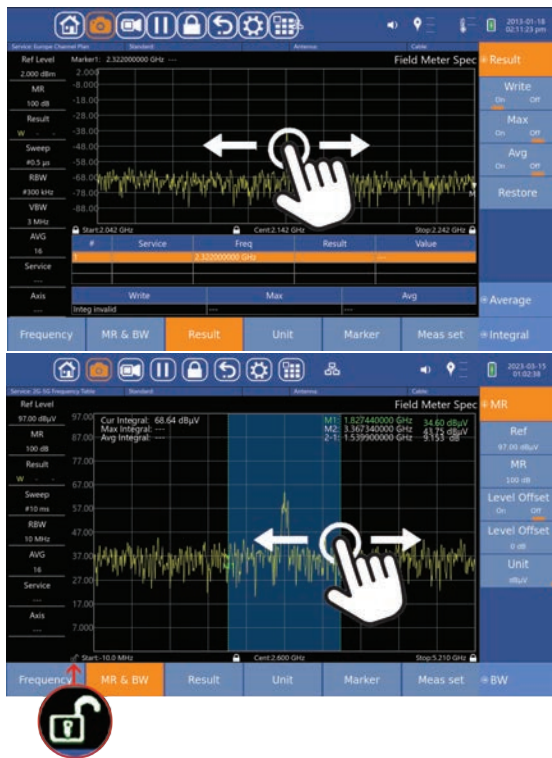 2013-01-18
02:11:23 pm
Service: Europe Channel Plan
Standard:
Antenna:
Cable:
Ref Level
2.000 dBm
MR
100 dB
Result
W - -
Sweep
#0.5 µs
RBW
#300 kHz
VBW
3 MHz
AVG
16
Service
----
Axis
----
Marker1: 2.322000000 GHz ---
Field Meter Spec
2.000
-8.000
-18.00
-28.00
-38.00
-48.00
-58.00
-68.00
-78.00
-88.00
M
Start:2.042 GHz
Cent:2.142 GHz
Stop:2.242 GHz
# Service Freq Result Value
1 2.322000000 GHz ---
Write Max Avg
Integ invalid --- ---
Result
Write
On Off
Max
On Off
Avg
On Off
Restore
Average
Integral
Frequency MR & BW Result Unit Marker Meas set
2023-03-15
01:02:38
Service: 2G-5G Frequency Table
Standard:
Antenna:
Cable:
Ref Level
97.00 dBµV
MR
100 dB
Result
W - -
Sweep
#10 ms
RBW
10 MHz
AVG
16
Service
----
Axis
----
Field Meter Spec
97.00
87.00
77.00
67.00
57.00
47.00
37.00
27.00
17.00
7.000
Cur Integral: 68.64 dBµV
Max Integral: ---
Avg Integral: ---
M1: 1.827440000 GHz 34.60 dBµV
M2: 3.367340000 GHz 43.75 dBµV
2-1: 1.539900000 GHz 9.153 dB
Start:-10.0 MHz
Cent:2.600 GHz
Stop:5.210 GHz
MR
Ref
97.00 dBµV
MR
100 dB
Level Offset
On Off
Level Offset
0 dB
Unit
dBµV
BW
Frequency MR & BW Result Unit Marker Meas set